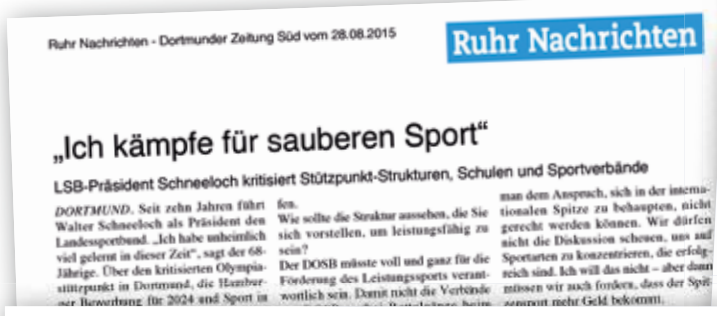 Ruhr Nachrichten - Dortmunder Zeitung Süd vom 28.08.2015
Ruhr Nachrichten
„Ich kämpfe für sauberen Sport“
LSB-Präsident Schneeloch kritisiert Stützpunkt-Strukturen, Schulen und Sportverbände
DORTMUND. Seit zehn Jahren führt
Walter Schneeloch als Präsident den
Landessportbund. „Ich habe unheimlich
viel gelernt in dieser Zeit“, sagt der 68-
Jährige. Über den kritisierten Olympia-
stützpunkt in Dortmund, die Hambur-
ger Bewerbung für 2024 und Sport in
fen.
Wie sollte die Struktur aussehen, die Sie
sich vorstellen, um leistungsfähig zu
sein?
Der DOSB müsste voll und ganz für die
Förderung des Leistungssports verant-
wortlich sein. Damit nicht die Verbände
man dem Anspruch, sich in der interna-
tionalen Spitze zu behaupten, nicht
gerecht werden können. Wir dürfen
nicht die Diskussion scheuen, uns auf
Sportarten zu konzentrieren, die erfolg-
reich sind. Ich will das nicht – aber dann
müssen wir auch fordern, dass der Spit-
zensport mehr Geld bekommt.